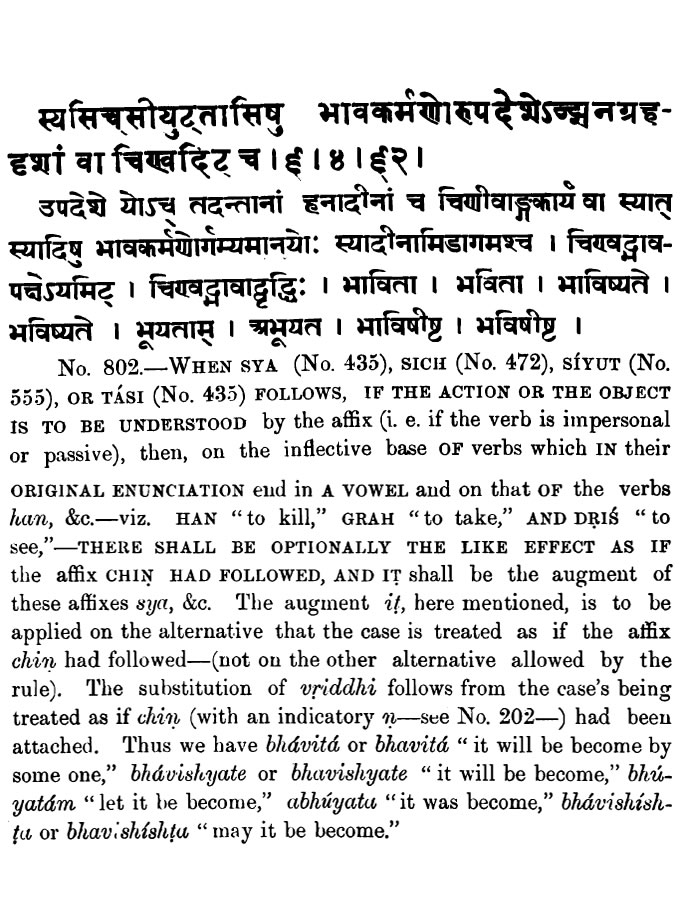 स्यसिच्सीयुट्तासिषु भावकर्मणोरुपदेशेऽज्झनग्रह-
दृशां वा चिण्वदिट् च । ६ । ४ । ६२ ।
उपदेशे योऽच् तदन्तानां हनादीनां च चिणीवाङ्गकार्यं वा स्यात्
स्यादिषु भावकर्मणोर्गम्यमानयोः स्यादीनामिडागमश्च । चिण्वद्भाव-
पक्षेऽयमिट् । चिण्वद्भावाद्वृद्धिः । भाविता । भविता । भाविष्यते ।
भविष्यते । भूयताम् । अभूयत । भाविषीष्ट । भविषीष्ट ।
No. 802.—WHEN SYA (No. 435), SICH (No. 472), SÍYUT (No.
555), OR TÁSI (No. 435) FOLLOWS, IF THE ACTION OR THE OBJECT
IS TO BE UNDERSTOOD by the affix (i. e. if the verb is impersonal
or passive), then, on the inflective base OF verbs which IN their
ORIGINAL ENUNCIATION end in A VOWEL and on that OF the verbs
han, &c.—viz. HAN “to kill,” GRAH “to take,” AND DṚIŚ “to
see,”—THERE SHALL BE OPTIONALLY THE LIKE EFFECT AS IF
the affix CHIṆ HAD FOLLOWED, AND IṬ shall be the augment of
these affixes sya, &c. The augment iṭ, here mentioned, is to be
applied on the alternative that the case is treated as if the affix
chiṇ had followed—(not on the other alternative allowed by the
rule). The substitution of vṛiddhi follows from the case's being
treated as if chiṇ (with an indicatory ṇ—see No. 202—) had been
attached. Thus we have bhávitá or bhavitá “it will be become by
some one,” bhávishyate or bhavishyate “it will be become,” bhú-
yatám “let it be become,” abhúyata “it was become,” bhávishísh-
ṭa or bhavishíshṭa “may it be become.”